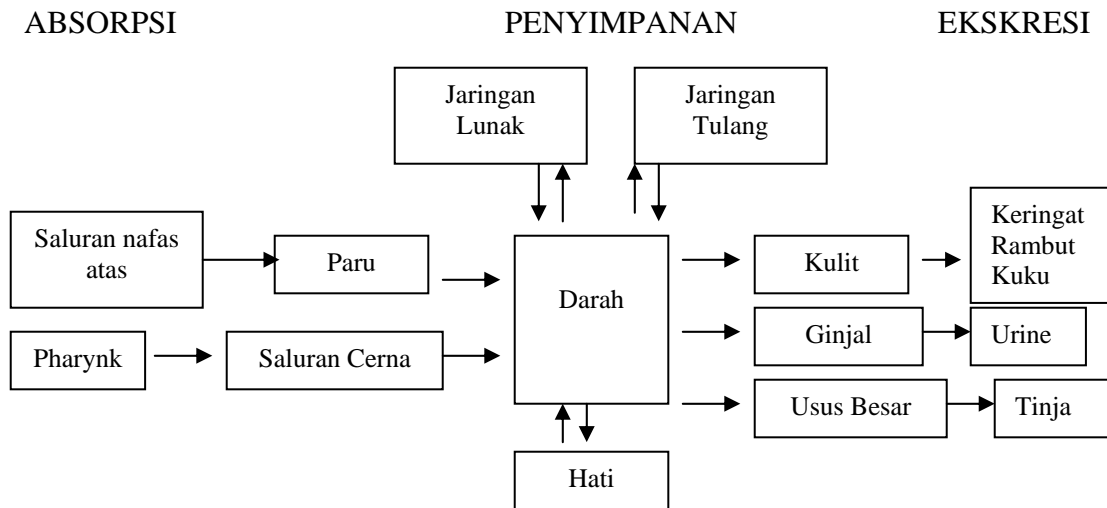 ABSORPSI
PENYIMPANAN
EKSKRESI
Jaringan
Lunak
Jaringan
Tulang
Saluran nafas
atas
Paru
Darah
Kulit
Keringat
Rambut
Kuku
Pharynk
Saluran Cerna
Ginjal
Urine
Usus Besar
Tinja
Hati